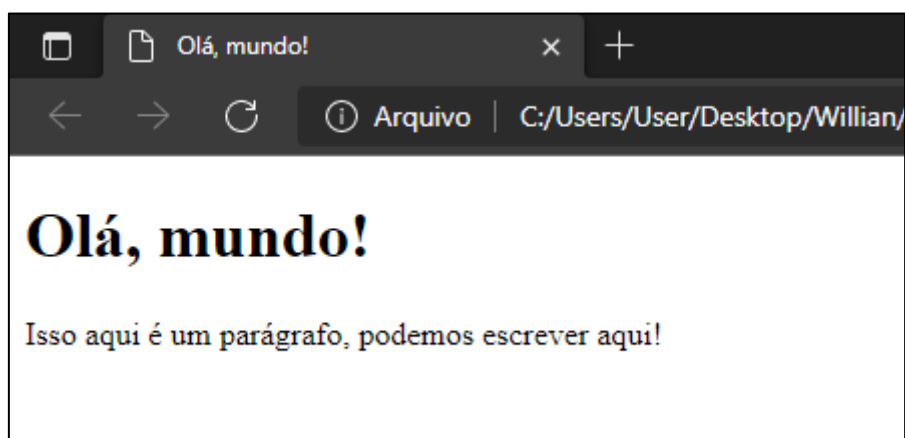 Olá, mundo!
Arquivo C:/Users/User/Desktop/Willian/
Olá, mundo!
Isso aqui é um parágrafo, podemos escrever aqui!